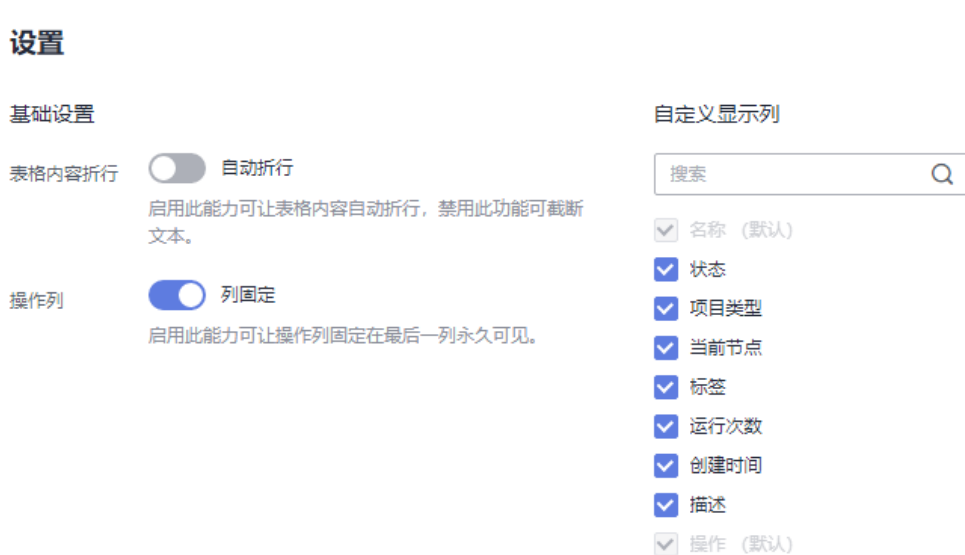 设置
基础设置
表格内容折行
自动折行
启用此能力可让表格内容自动折行，禁用此功能可截断
文本。
操作列
列固定
启用此能力可让操作列固定在最后一列永久可见。
自定义显示列
搜索
名称 (默认)
状态
项目类型
当前节点
标签
运行次数
创建时间
描述
操作 (默认)